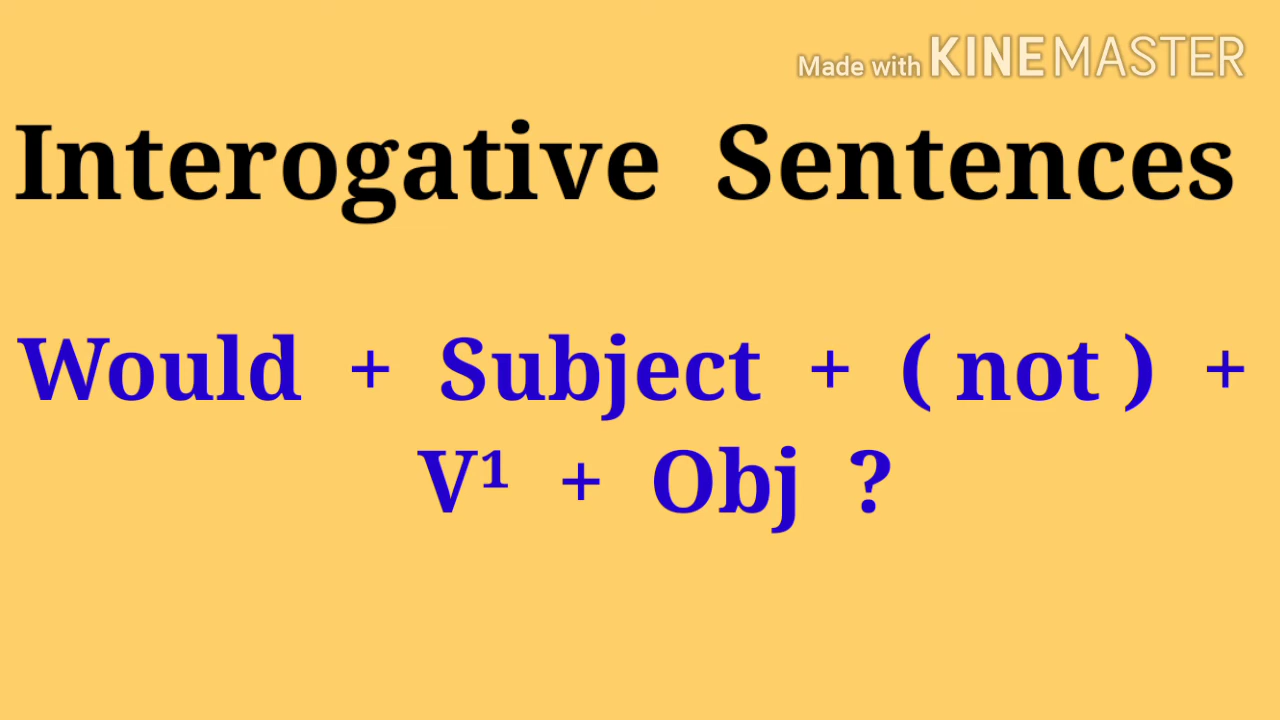 Made with KINEMASTER
Interogative Sentences
Would + Subject + ( not ) +
V¹ + Obj ?